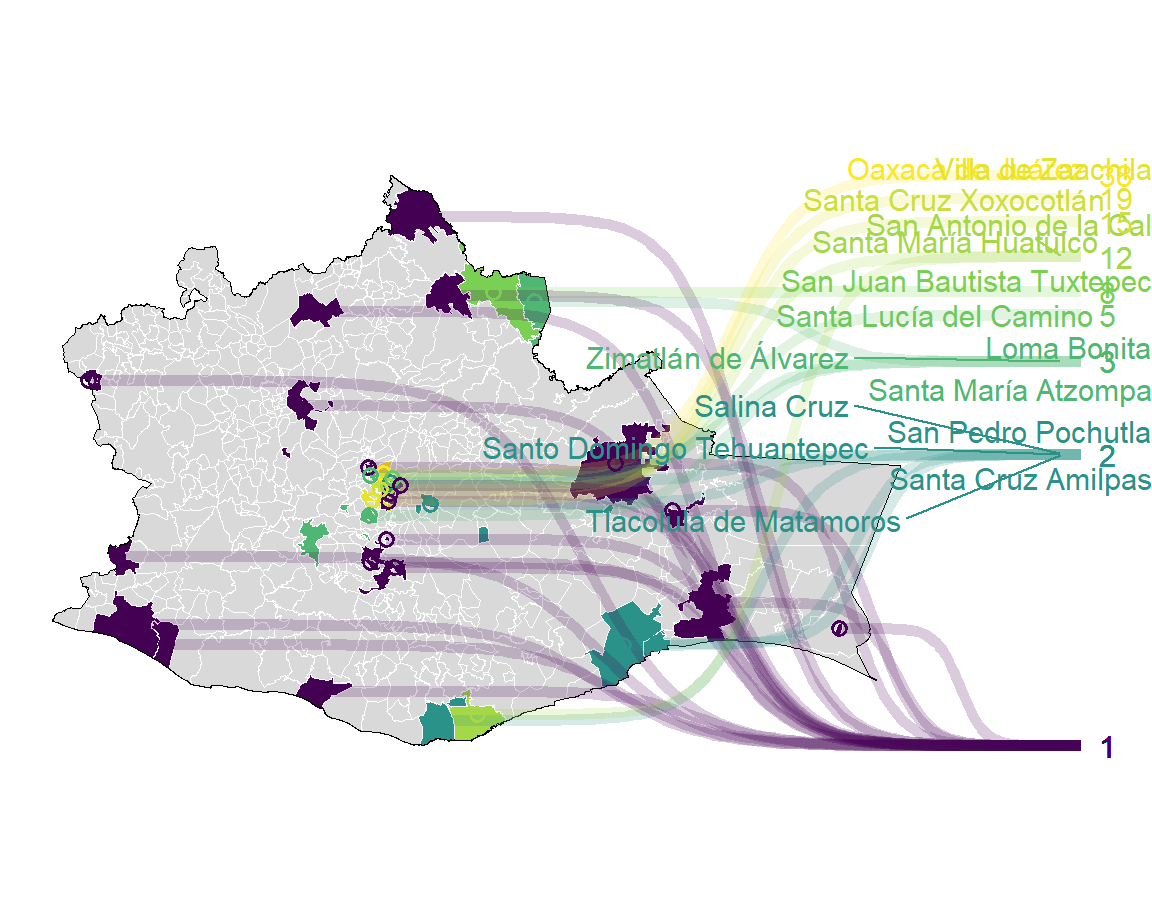 Oaxaca de Juárez
Villa de Zaachila
36
Santa Cruz Xoxocotlán
19
San Antonio de la Cal
15
Santa María Huatulco
12
San Juan Bautista Tuxtepec
8
Santa Lucía del Camino
5
Loma Bonita
Zimatlán de Álvarez
3
Santa María Atzompa
Salina Cruz
San Pedro Pochutla
Santo Domingo Tehuantepec
2
Santa Cruz Amilpas
Tlacolula de Matamoros
1